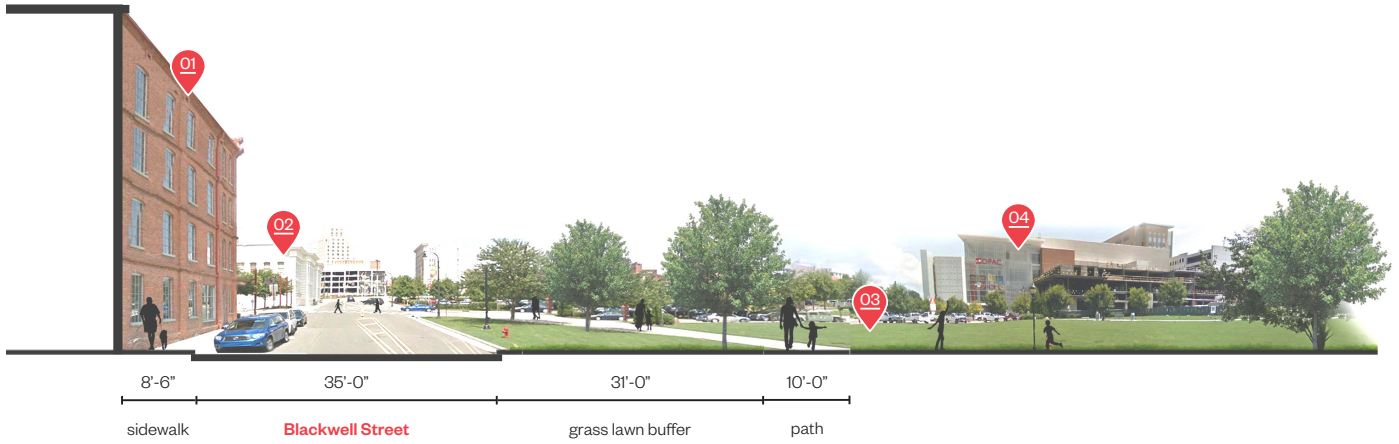 01
02
03
04
DPAC
8'-6"
35'-0"
31'-0"
10'-0"
sidewalk
Blackwell Street
grass lawn buffer
path